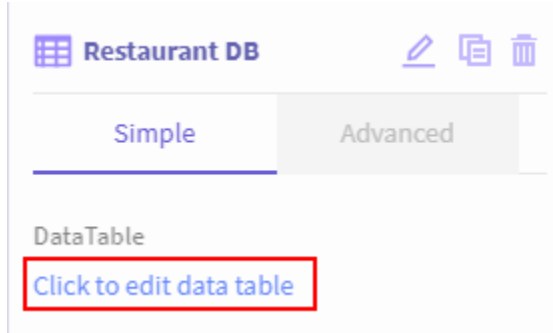 Restaurant DB
Simple Advanced
DataTable
Click to edit data table